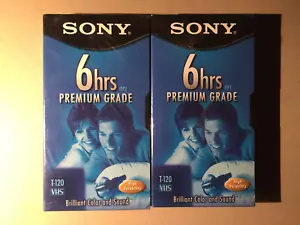 SONY
6hrs
PREMIUM GRADE
T-120
VHS
Brilliant Color and Sound
SONY
6hrs
PREMIUM GRADE
T-120
VHS
Brilliant Color and Sound